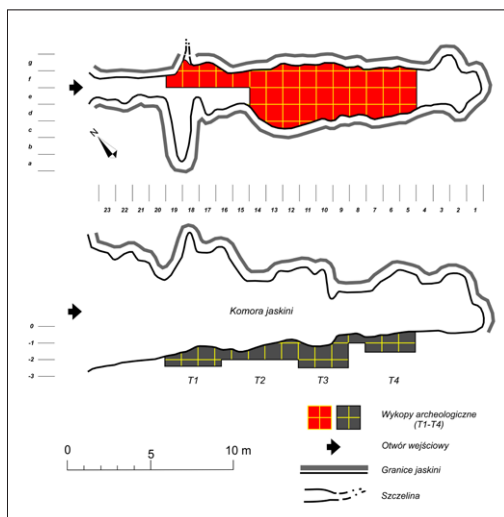 g
f
e
d
c
b
a
N
23 22 21 20 19 18 17 16 15 14 13 12 11 10 9 8 7 6 5 4 3 2 1
Komora jaskini
0
-1
-2
-3
T1 T2 T3 T4
Wykopy archeologiczne
(T1-T4)
Otwór wejściowy
Granice jaskini
Szczelina
0 5 10 m